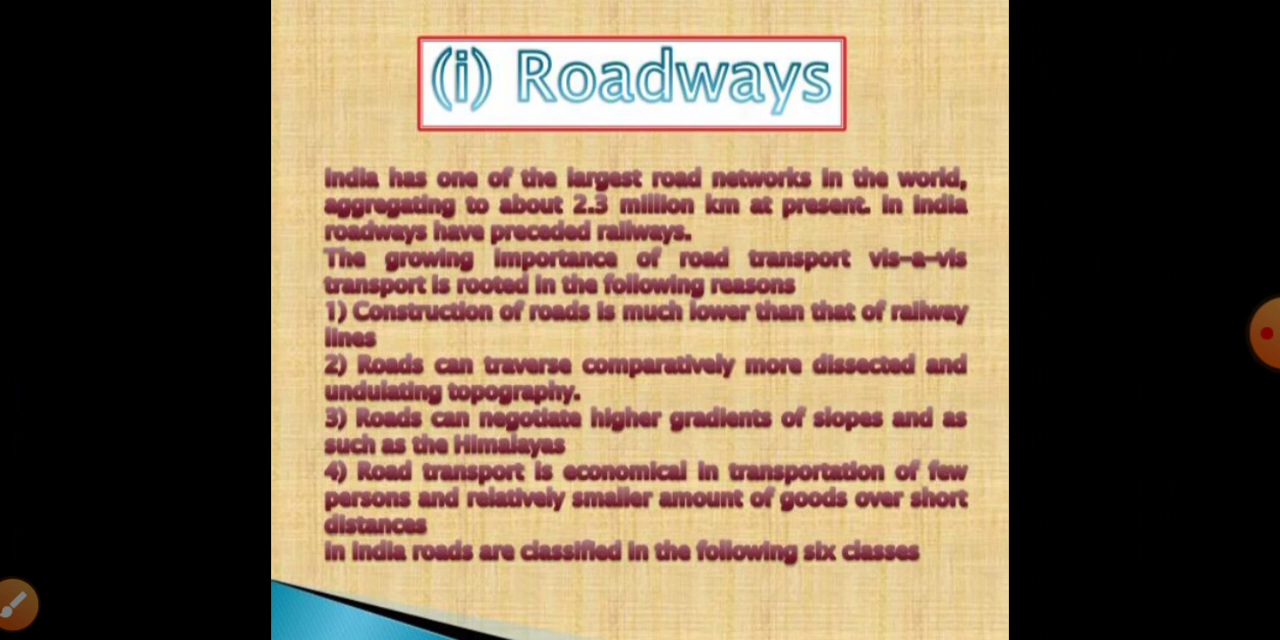 (i) Roadways
India has one of the largest road networks in the world,
aggregating to about 2.3 million km at present. In India
roadways have preceded railways.
The growing importance of road transport vis-a-vis
transport is rooted in the following reasons
1) Construction of roads is much lower than that of railway
lines
2) Roads can traverse comparatively more dissected and
undulating topography.
3) Roads can negotiate higher gradients of slopes and as
such as the Himalayas
4) Road transport is economical in transportation of few
persons and relatively smaller amount of goods over short
distances
In India roads are classified in the following six classes